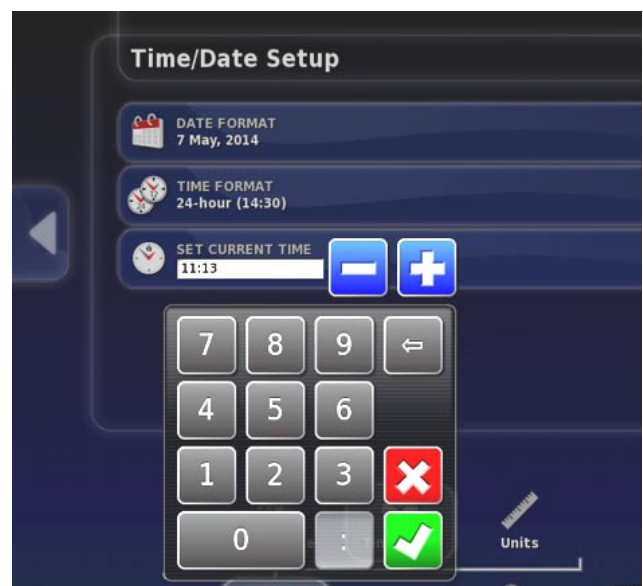 Time/Date Setup
DATE FORMAT
7 May, 2014
TIME FORMAT
24-hour (14:30)
SET CURRENT TIME
11:13
7 8 9 ⇦
4 5 6
1 2 3
0 :
Units